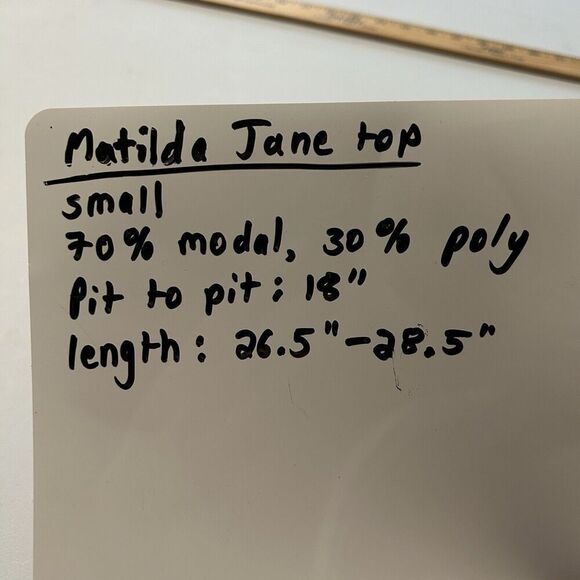 Matilda Jane top
small
70% modal, 30% poly
Pit to pit: 18"
length: 26.5"-28.5"